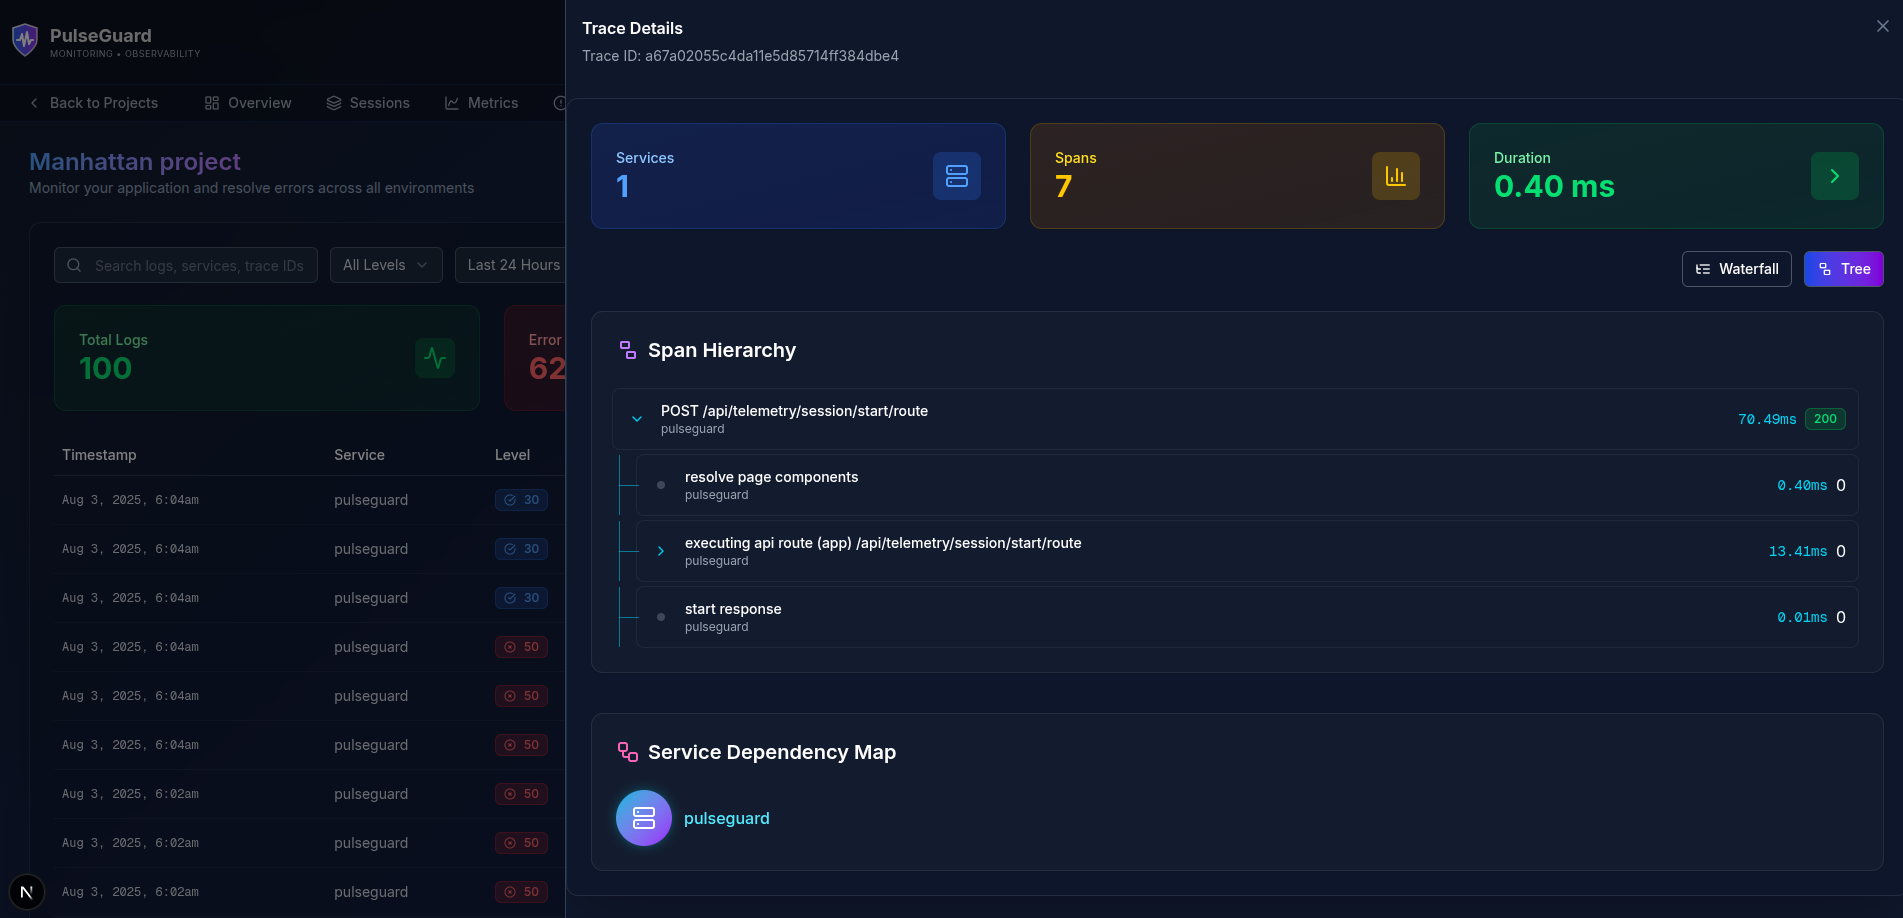 PulseGuard
MONITORING • OBSERVABILITY
Back to Projects
Overview
Sessions
Metrics
Manhattan project
Monitor your application and resolve errors across all environments
Search logs, services, trace IDs
All Levels
Last 24 Hours
Total Logs
100
Error
62
Timestamp Service Level
Aug 3, 2025, 6:04am pulseguard 30
Aug 3, 2025, 6:04am pulseguard 30
Aug 3, 2025, 6:04am pulseguard 30
Aug 3, 2025, 6:04am pulseguard 50
Aug 3, 2025, 6:04am pulseguard 50
Aug 3, 2025, 6:04am pulseguard 50
Aug 3, 2025, 6:02am pulseguard 50
Aug 3, 2025, 6:02am pulseguard 50
Aug 3, 2025, 6:02am pulseguard 50
N
Trace Details
Trace ID: a67a02055c4da11e5d85714ff384dbe4
Services
1
Spans
7
Duration
0.40 ms
Waterfall
Tree
Span Hierarchy
POST /api/telemetry/session/start/route
pulseguard
70.49ms 200
resolve page components
pulseguard
0.40ms 0
executing api route (app) /api/telemetry/session/start/route
pulseguard
13.41ms 0
start response
pulseguard
0.01ms 0
Service Dependency Map
pulseguard